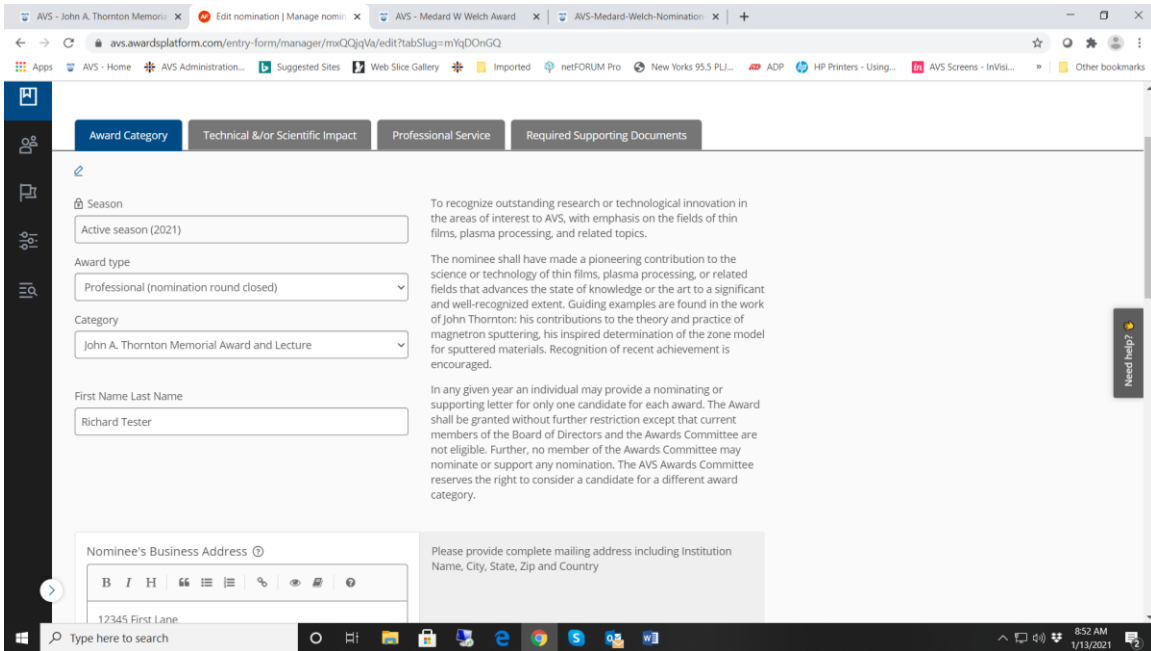 AVS - John A. Thornton Memoria
Edit nomination | Manage nomin
AVS - Medard W Welch Award
AVS-Medard-Welch-Nomination
avs.awardsplatform.com/entry-form/manager/mxQQjqVa/edit?tabSlug=mYqDOnGQ
Apps
AVS - Home
AVS Administration...
Suggested Sites
Web Slice Gallery
Imported
netFORUM Pro
New Yorks 95.5 PLJ...
ADP
HP Printers - Using...
AVS Screens - InVisi...
Other bookmarks
Award Category
Technical &/or Scientific Impact
Professional Service
Required Supporting Documents
Season
Active season (2021)
Award type
Professional (nomination round closed)
Category
John A. Thornton Memorial Award and Lecture
First Name Last Name
Richard Tester
To recognize outstanding research or technological innovation in
the areas of interest to AVS, with emphasis on the fields of thin
films, plasma processing, and related topics.
The nominee shall have made a pioneering contribution to the
science or technology of thin films, plasma processing, or related
fields that advances the state of knowledge or the art to a significant
and well-recognized extent. Guiding examples are found in the work
of John Thornton: his contributions to the theory and practice of
magnetron sputtering, his inspired determination of the zone model
for sputtered materials. Recognition of recent achievement is
encouraged.
In any given year an individual may provide a nominating or
supporting letter for only one candidate for each award. The Award
shall be granted without further restriction except that current
members of the Board of Directors and the Awards Committee are
not eligible. Further, no member of the Awards Committee may
nominate or support any nomination. The AVS Awards Committee
reserves the right to consider a candidate for a different award
category.
Need help?
Nominee's Business Address
B I H
12345 First Lane
Please provide complete mailing address including Institution
Name, City, State, Zip and Country
Type here to search
8:52 AM
1/13/2021